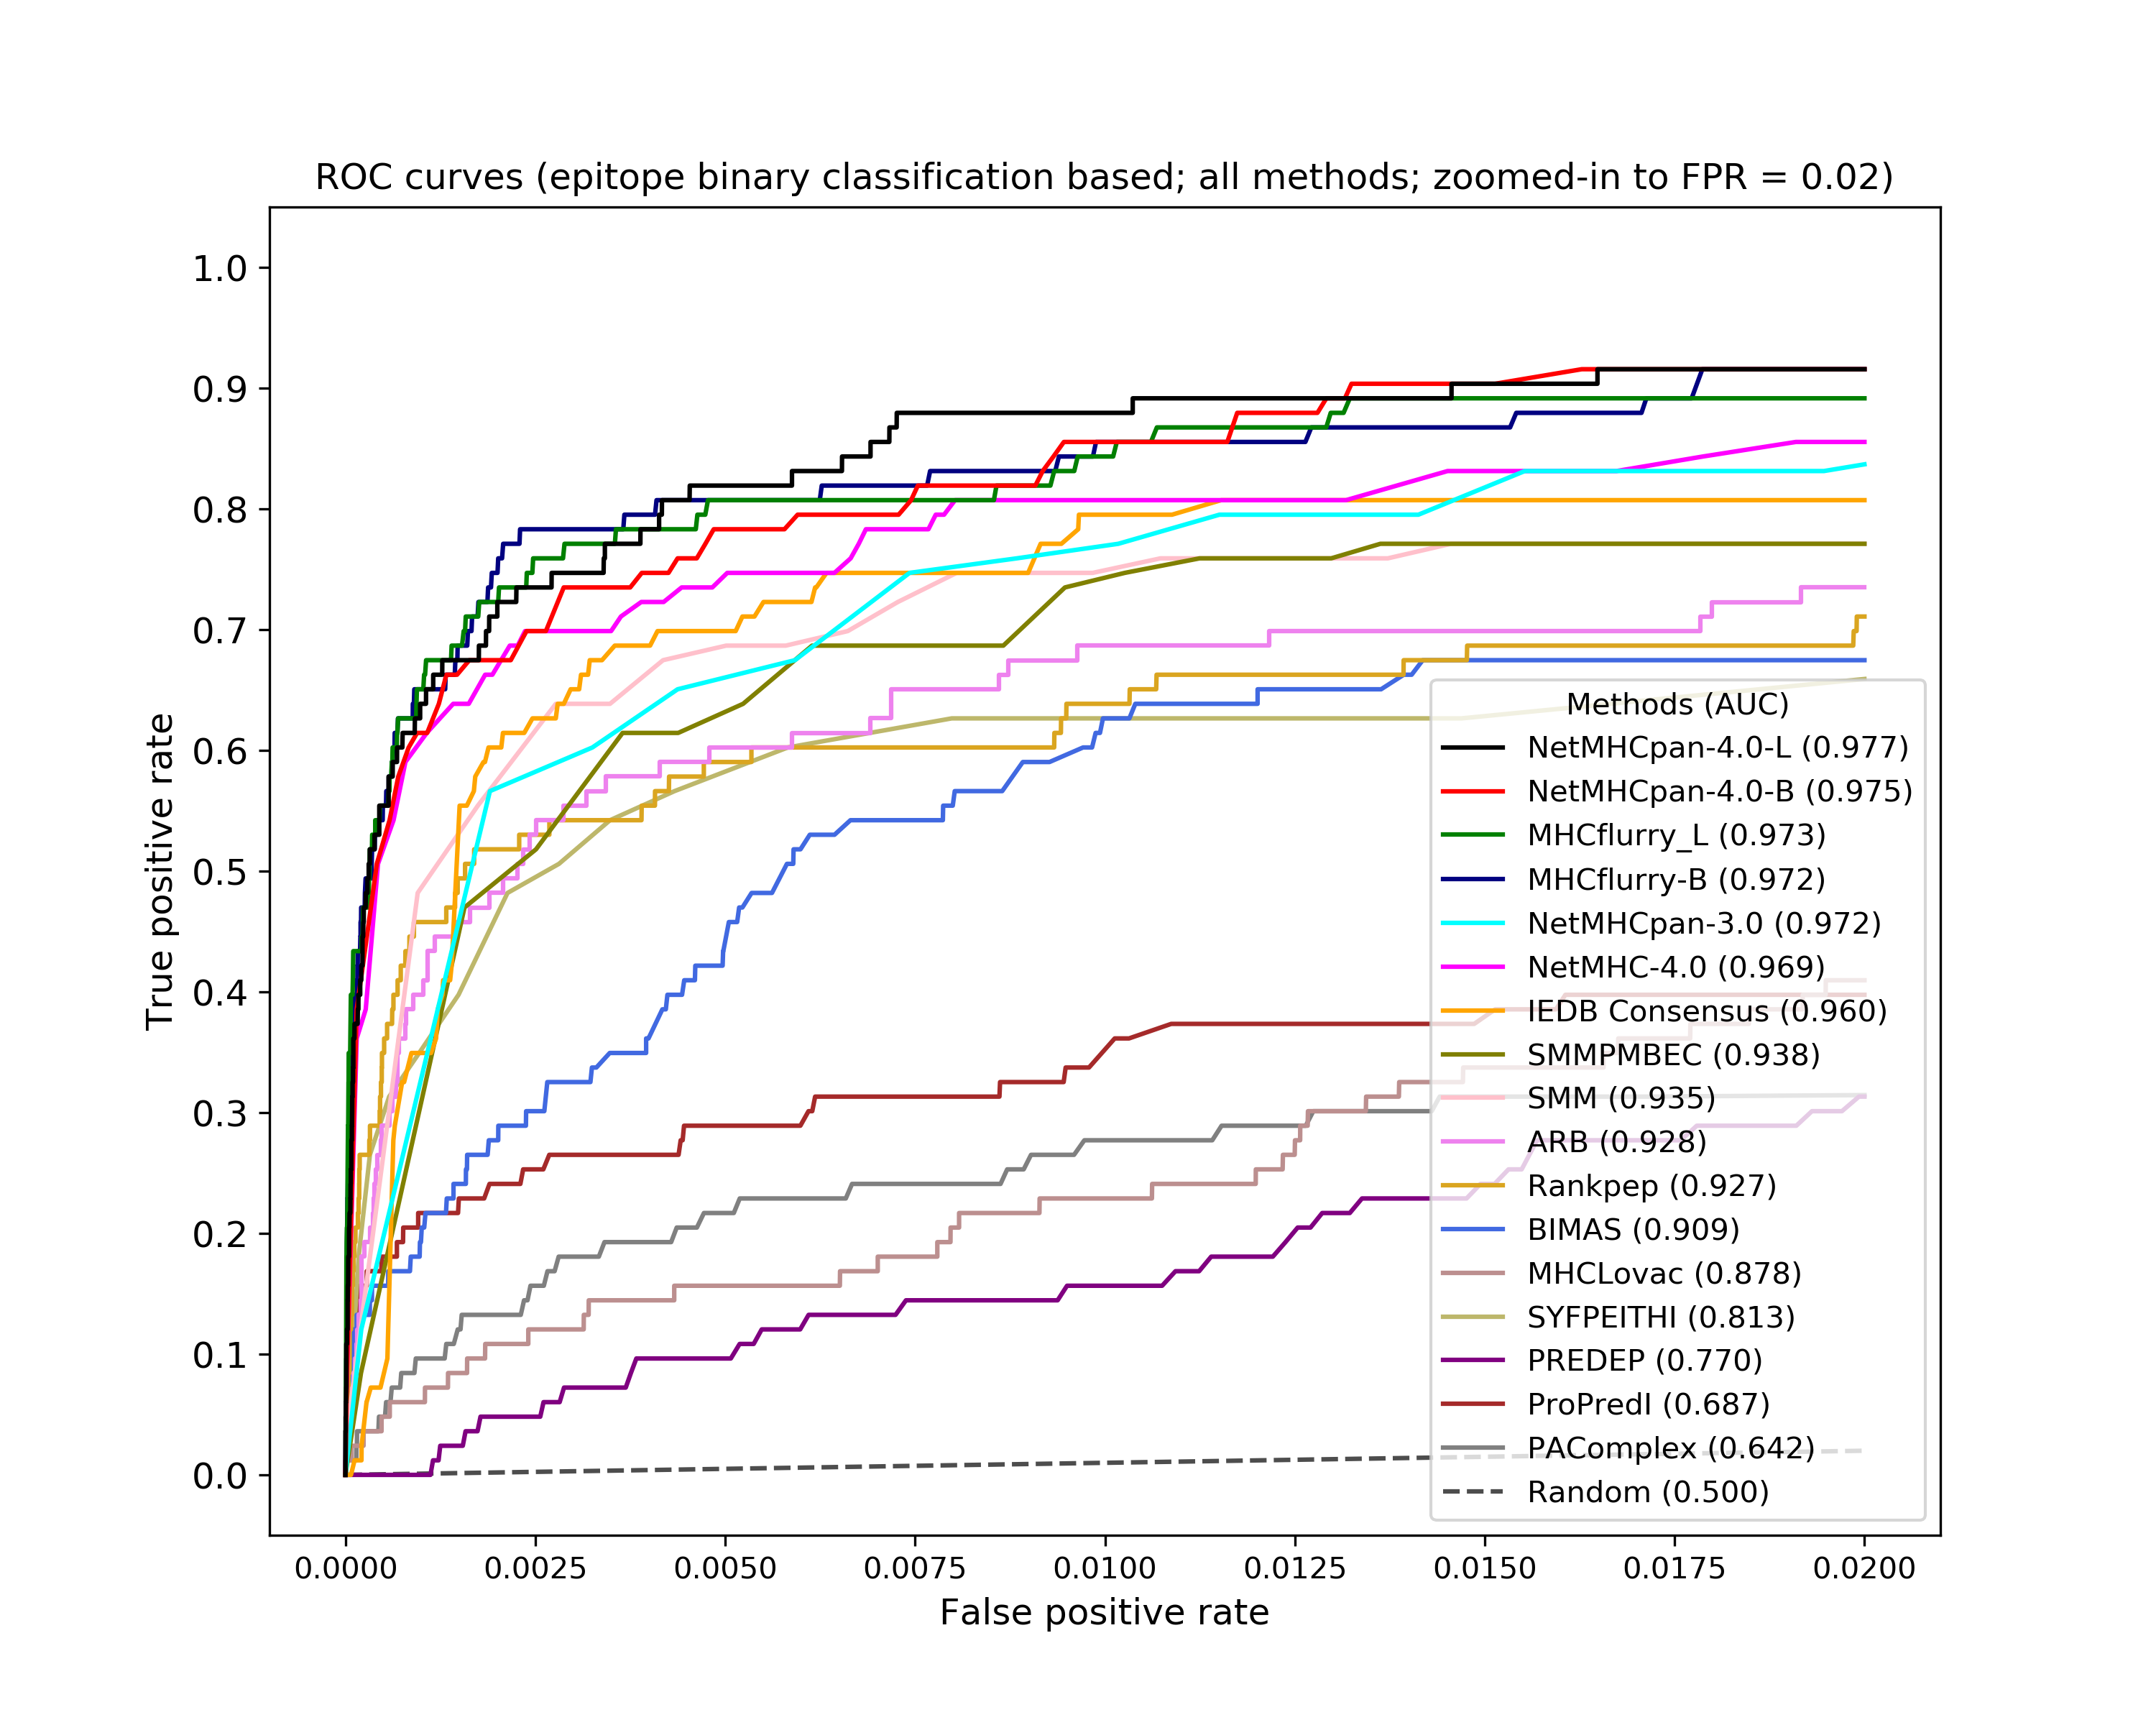 ROC curves (epitope binary classification based; all methods; zoomed-in to FPR = 0.02)
True positive rate
1.0
0.9
0.8
0.7
0.6
0.5
0.4
0.3
0.2
0.1
0.0
Methods (AUC)
NetMHCpan-4.0-L (0.977)
NetMHCpan-4.0-B (0.975)
MHCflurry_L (0.973)
MHCflurry-B (0.972)
NetMHCpan-3.0 (0.972)
NetMHC-4.0 (0.969)
IEDB Consensus (0.960)
SMMPMBEC (0.938)
SMM (0.935)
ARB (0.928)
Rankpep (0.927)
BIMAS (0.909)
MHCLovac (0.878)
SYFPEITHI (0.813)
PREDEP (0.770)
ProPredI (0.687)
PAComplex (0.642)
Random (0.500)
0.0000 0.0025 0.0050 0.0075 0.0100 0.0125 0.0150 0.0175 0.0200
False positive rate